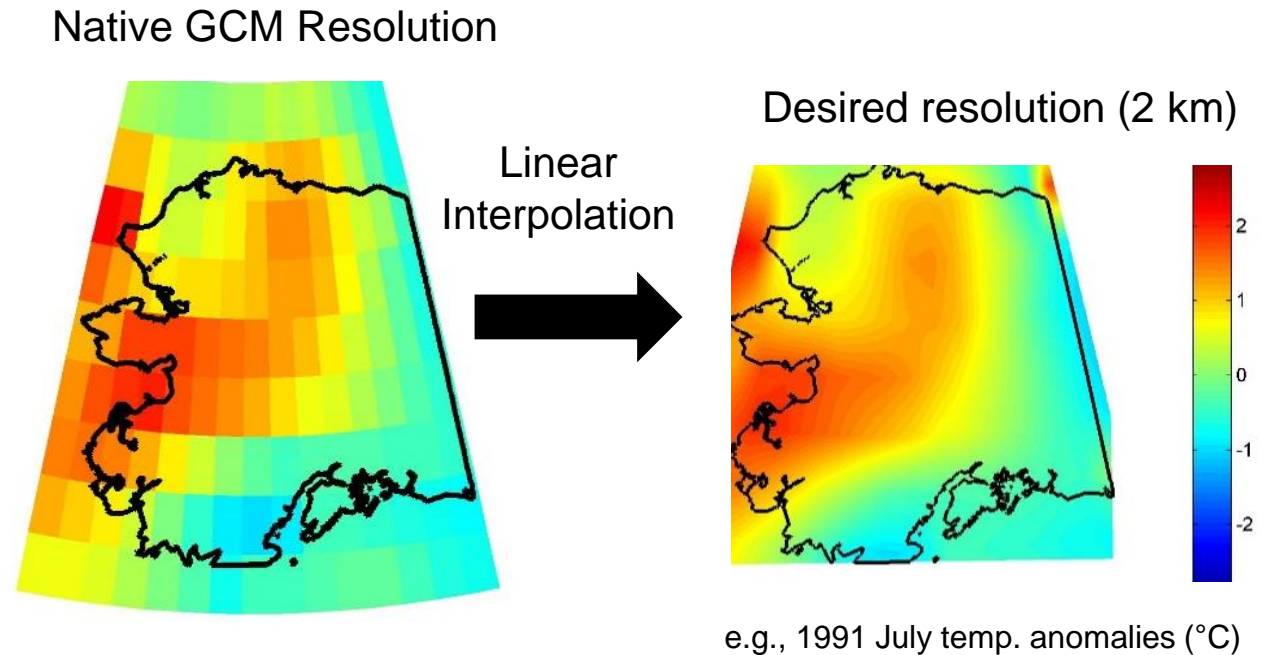 Native GCM Resolution
Desired resolution (2 km)
Linear
Interpolation
2
1
0
-1
-2
e.g., 1991 July temp. anomalies (°C)